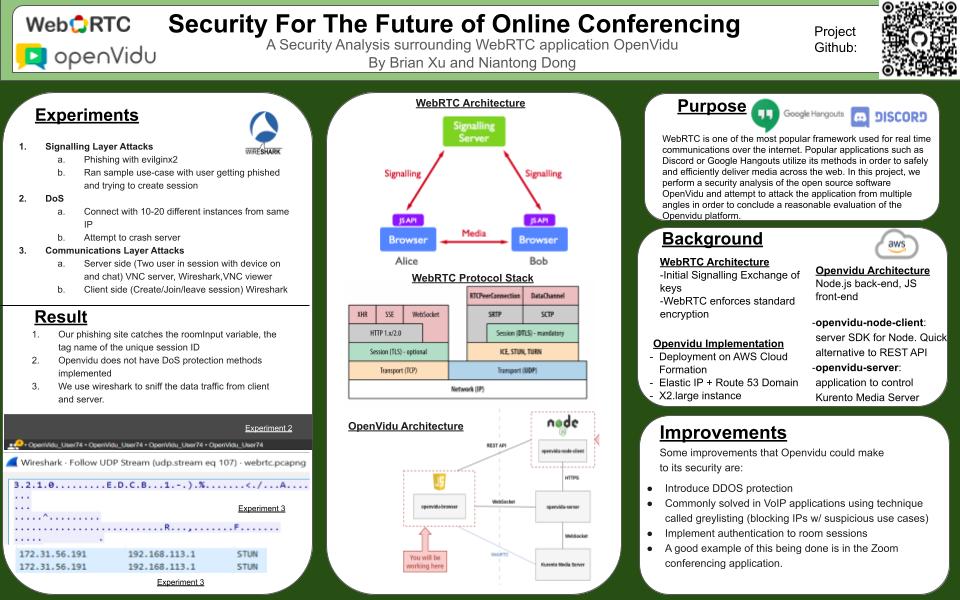 WebRTC
openVidu
Security For The Future of Online Conferencing
A Security Analysis surrounding WebRTC application OpenVidu
By Brian Xu and Niantong Dong
Project
Github:
Experiments
WIRESHARK
1. Signalling Layer Attacks
a. Phishing with evilginx2
b. Ran sample use-case with user getting phished
and trying to create session
2. DoS
a. Connect with 10-20 different instances from same
IP
b. Attempt to crash server
3. Communications Layer Attacks
a. Server side (Two user in session with device on
and chat) VNC server, Wireshark,VNC viewer
b. Client side (Create/Join/leave session) Wireshark
Result
1. Our phishing site catches the roomInput variable, the
tag name of the unique session ID
2. Openvidu does not have DoS protection methods
implemented
3. We use wireshark to sniff the data traffic from client
and server.
Experiment 2
• OpenVidu_User74 • OpenVidu_User74 • OpenVidu_User74 • OpenVidu_User74
Wireshark · Follow UDP Stream (udp.stream eq 107) · webrtc.pcapng
3.2.1.0.........E.D.C.B...1.-.).%.......<./...A....
...
...
.....^.........
...........................R...,.......F.......
..... .
Experiment 3
172.31.56.191 192.168.113.1 STUN
172.31.56.191 192.168.113.1 STUN
Experiment 3
WebRTC Architecture
Signalling
Server
Signalling
Signalling
JS API
JS API
Browser
Media
Browser
Alice
Bob
WebRTC Protocol Stack
RTCPeerConnection
DataChannel
XHR
SSE
WebSocket
SRTP
SCTP
HTTP 1.x/2.0
Session (DTLS) - mandatory
Session (TLS) - optional
ICE, STUN, TURN
Transport (TCP)
Transport (UDP)
Network (IP)
OpenVidu Architecture
node
JS
REST API
openvidu-node-client
HTTPS
JS
openvidu-browser
WebSocket
openvidu-server
WebSocket
WebRTC
You will be
working here
Kurento Media Server
Purpose
Google Hangouts
DISCORD
WebRTC is one of the most popular framework used for real time
communications over the internet. Popular applications such as
Discord or Google Hangouts utilize its methods in order to safely
and efficiently deliver media across the web. In this project, we
perform a security analysis of the open source software
OpenVidu and attempt to attack the application from multiple
angles in order to conclude a reasonable evaluation of the
Openvidu platform.
Background
aws
WebRTC Architecture
-Initial Signalling Exchange of
keys
-WebRTC enforces standard
encryption
Openvidu Implementation
- Deployment on AWS Cloud
Formation
- Elastic IP + Route 53 Domain
- X2.large instance
Openvidu Architecture
Node.js back-end, JS
front-end
-openvidu-node-client:
server SDK for Node. Quick
alternative to REST API
-openvidu-server:
application to control
Kurento Media Server
Improvements
Some improvements that Openvidu could make
to its security are:
● Introduce DDOS protection
● Commonly solved in VoIP applications using technique
called greylisting (blocking IPs w/ suspicious use cases)
● Implement authentication to room sessions
● A good example of this being done is in the Zoom
conferencing application.